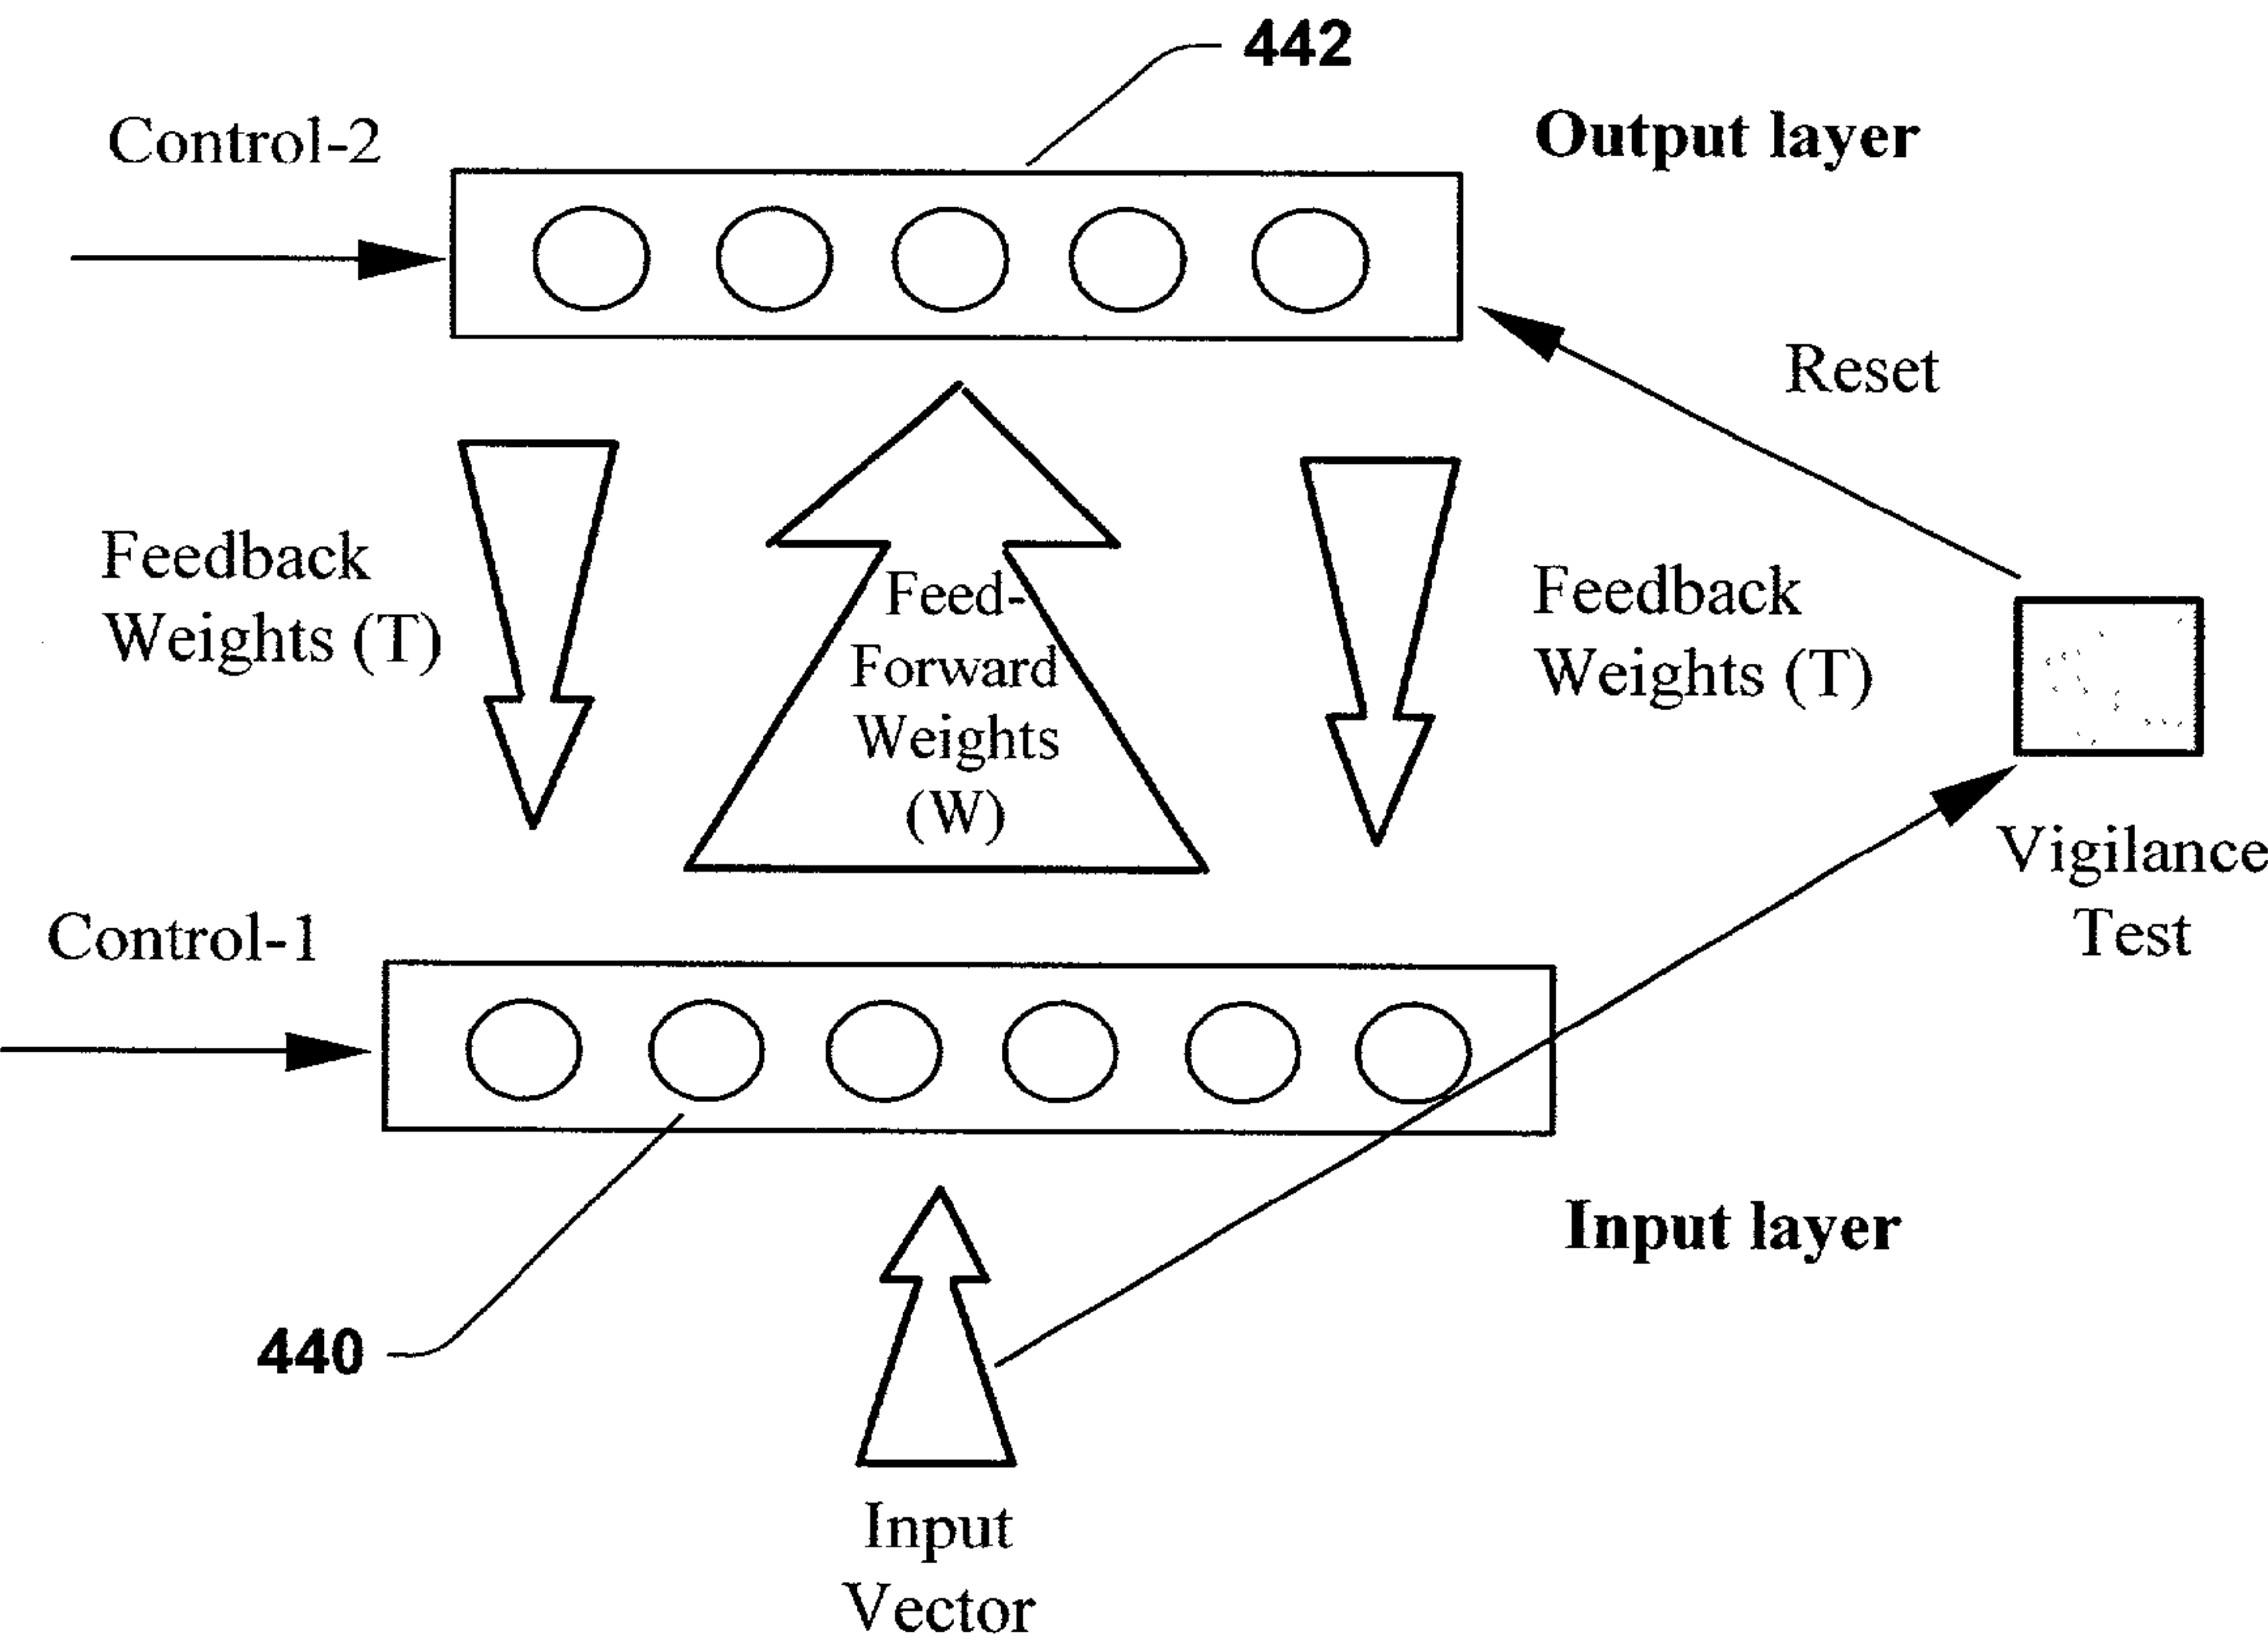 442
Control-2
Output layer
Reset
Feedback
Weights (T)
Feed-
Forward
Weights
(W)
Feedback
Weights (T)
Vigilance
Test
Control-1
Input layer
440
Input
Vector